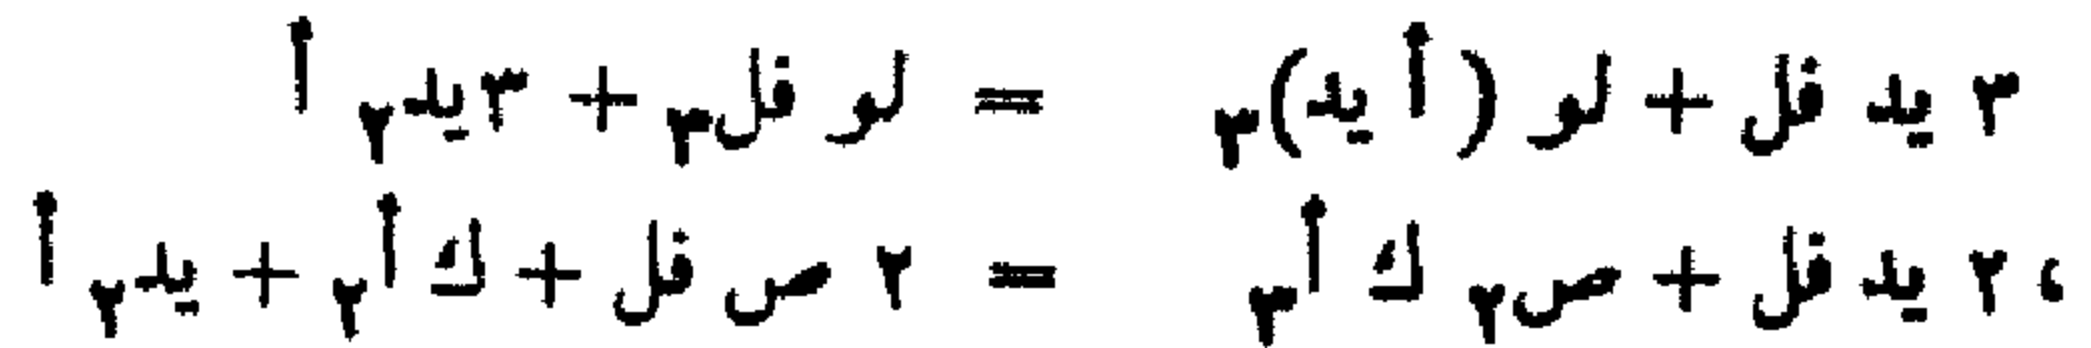 ٣ يد فل + لو (أ يد)٣ = لو فل٣ + ٣يد٢ أ
، ٢ يد فل + ص٢ ك أ٣ = ٢ ص فل + ك أ٢ + يد٢ أ